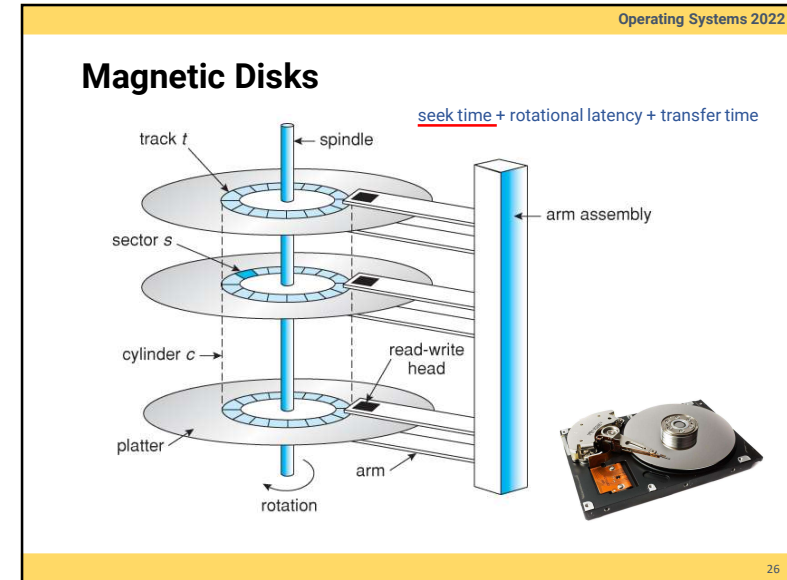 Operating Systems 2022
Magnetic Disks
seek time + rotational latency + transfer time
track t
spindle
arm assembly
sector s
cylinder c
read-write
head
platter
arm
rotation
26